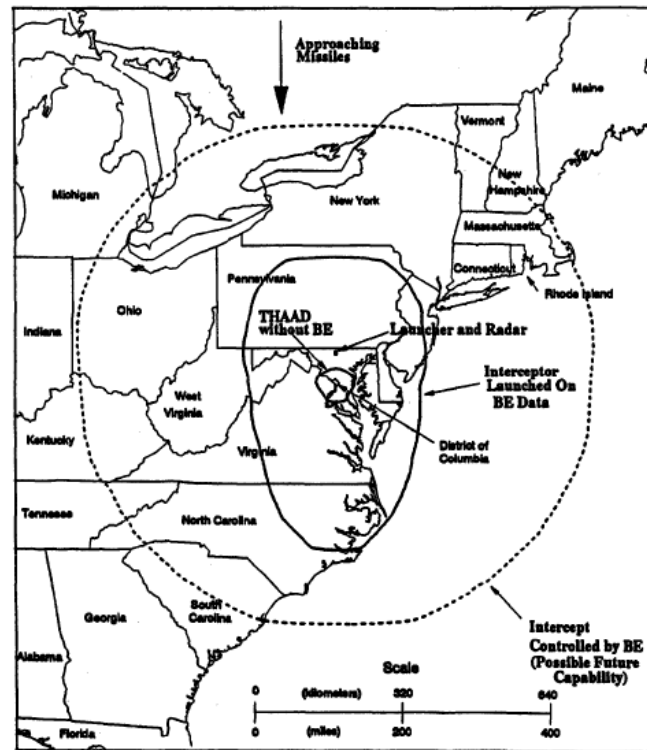 Approaching
Missiles
Maine
Vermont
New
Hampshire
Michigan
New York
Massachusetts
Connecticut
Rhode Island
Pennsylvania
Ohio
THAAD
without BE
Indiana
Launcher and Radar
Interceptor
Launched On
BE Data
West
Virginia
Kentucky
District of
Columbia
Virginia
Tennessee
North Carolina
South
Carolina
Georgia
Intercept
Controlled by BE
(Possible Future
Capability)
Alabama
Scale
0 (kilometers) 320 640
0 (miles) 200 400
Florida